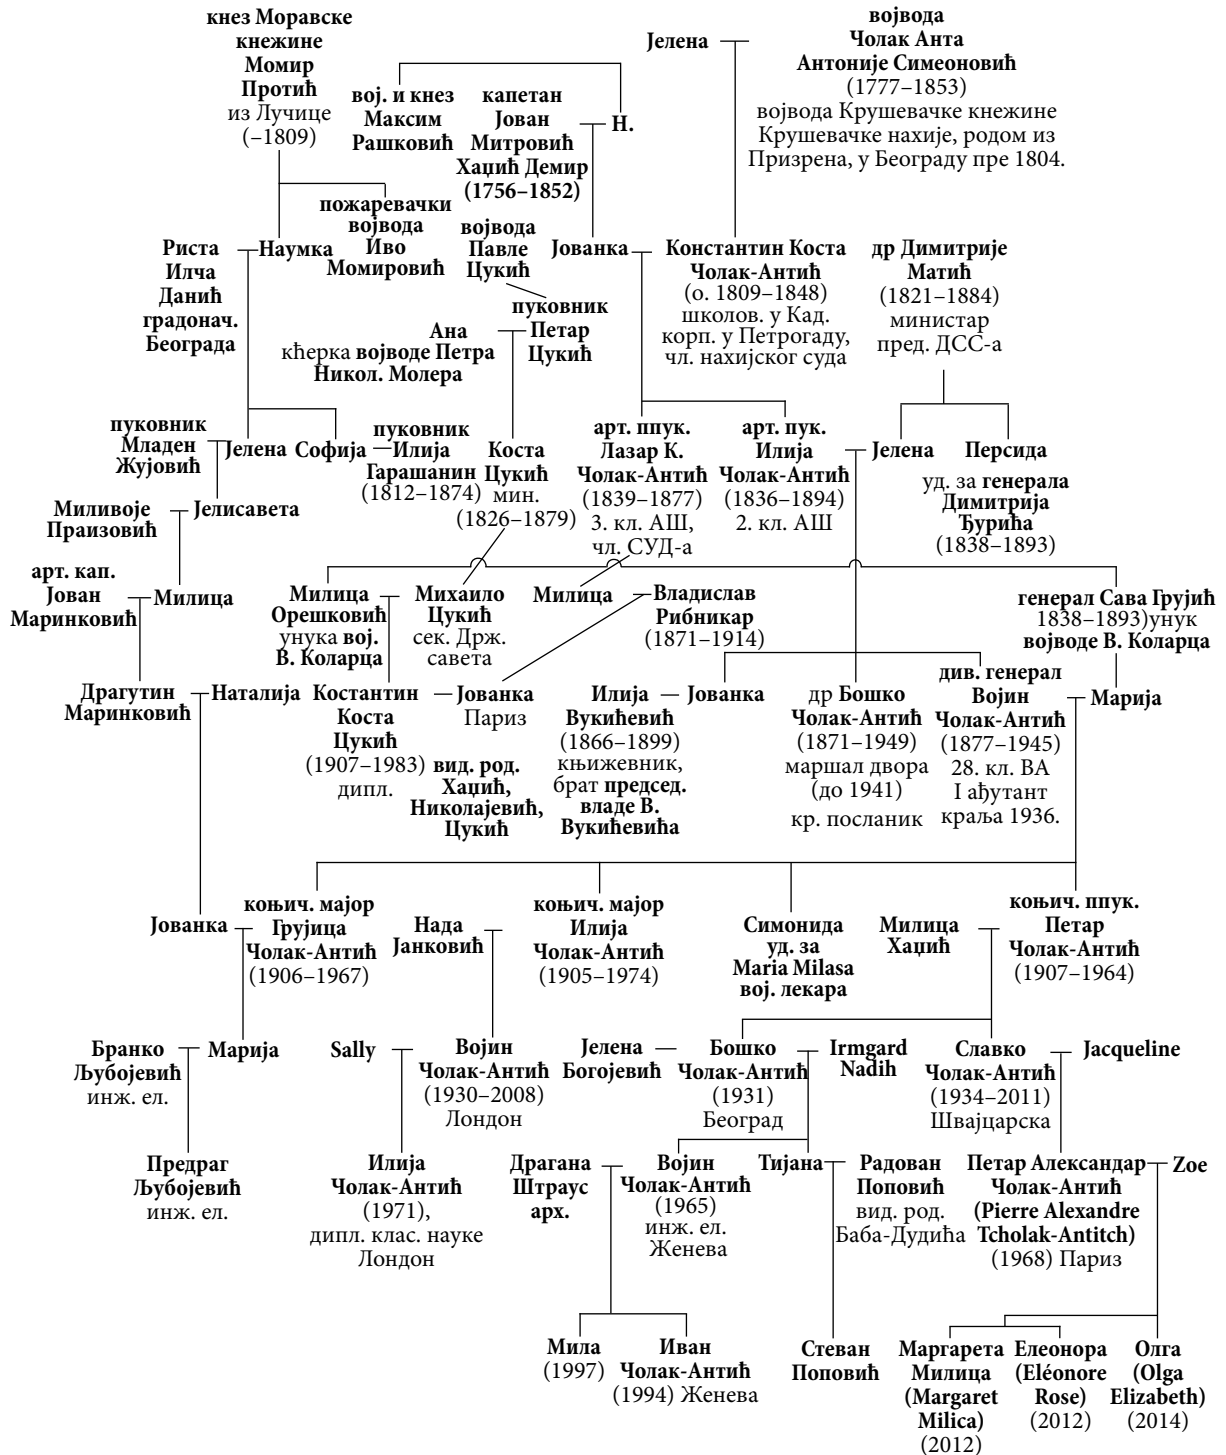 кнез Моравске
кнежине
Момир
Протић
из Лучице
(–1809)
вој. и кнез
Максим
Рашковић
капетан
Јован
Митровић
Хаџић Демир
(1756–1852)
Н.
Јелена
војвода
Чолак Анта
Антоније Симеоновић
(1777–1853)
војвода Крушевачке кнежине
Крушевачке нахије, родом из
Призрена, у Београду пре 1804.
Риста
Илча
Данић
градонач.
Београда
Наумка
пожаревачки
војвода
Иво
Момировић
војвода
Павле
Цукић
Јованка
Константин Коста
Чолак-Антић
(о. 1809–1848)
школов. у Кад.
корп. у Петрогаду,
чл. нахијског суда
др Димитрије
Матић
(1821–1884)
министар
пред. ДСС-а
Ана
кћерка војводе Петра
Никол. Молера
пуковник
Петар
Цукић
пуковник
Младен
Жујовић
Јелена
Софија
пуковник
Илија
Гарашанин
(1812–1874)
Коста
Цукић
мин.
(1826–1879)
арт. ппук.
Лазар К.
Чолак-Антић
(1839–1877)
3. кл. АШ,
чл. СУД-а
арт. пук.
Илија
Чолак-Антић
(1836–1894)
2. кл. АШ
Јелена
Персида
уд. за генерала
Димитрија
Ђурића
(1838–1893)
Миливоје
Праизовић
Јелисавета
арт. кап.
Јован
Маринковић
Милица
Милица
Орешковић
унука вој.
В. Коларца
Михаило
Цукић
сек. Држ.
савета
Милица
Владислав
Рибникар
(1871–1914)
генерал Сава Грујић
1838–1893)унук
војводе В. Коларца
Драгутин
Маринковић
Наталија
Костантин
Коста
Цукић
(1907–1983)
дипл.
Јованка
Париз
вид. род.
Хаџић,
Николајевић,
Цукић
Илија
Вукићевић
(1866–1899)
књижевник,
брат председ.
владе В.
Вукићевића
Јованка
др Бошко
Чолак-Антић
(1871–1949)
маршал двора
(до 1941)
кр. посланик
див. генерал
Војин
Чолак-Антић
(1877–1945)
28. кл. ВА
I ађутант
краља 1936.
Марија
Јованка
коњич. мајор
Грујица
Чолак-Антић
(1906–1967)
Нада
Јанковић
коњич. мајор
Илија
Чолак-Антић
(1905–1974)
Симонида
уд. за
Maria Milasa
вој. лекара
Милица
Хаџић
коњич. ппук.
Петар
Чолак-Антић
(1907–1964)
Бранко
Љубојевић
инж. ел.
Марија
Sally
Војин
Чолак-Антић
(1930–2008)
Лондон
Јелена
Богојевић
Бошко
Чолак-Антић
(1931)
Београд
Irmgard
Nadih
Славко
Чолак-Антић
(1934–2011)
Швајцарска
Jacqueline
Предраг
Љубојевић
инж. ел.
Илија
Чолак-Антић
(1971),
дипл. клас. науке
Лондон
Драгана
Штраус
арх.
Војин
Чолак-Антић
(1965)
инж. ел.
Женева
Тијана
Радован
Поповић
вид. род.
Баба-Дудића
Петар Александар
Чолак-Антић
(Pierre Alexandre
Tcholak-Antitch)
(1968) Париз
Zoe
Мила
(1997)
Иван
Чолак-Антић
(1994) Женева
Стеван
Поповић
Маргарета
Милица
(Margaret
Milica)
(2012)
Елеонора
(Eléonore
Rose)
(2012)
Олга
(Olga
Elizabeth)
(2014)